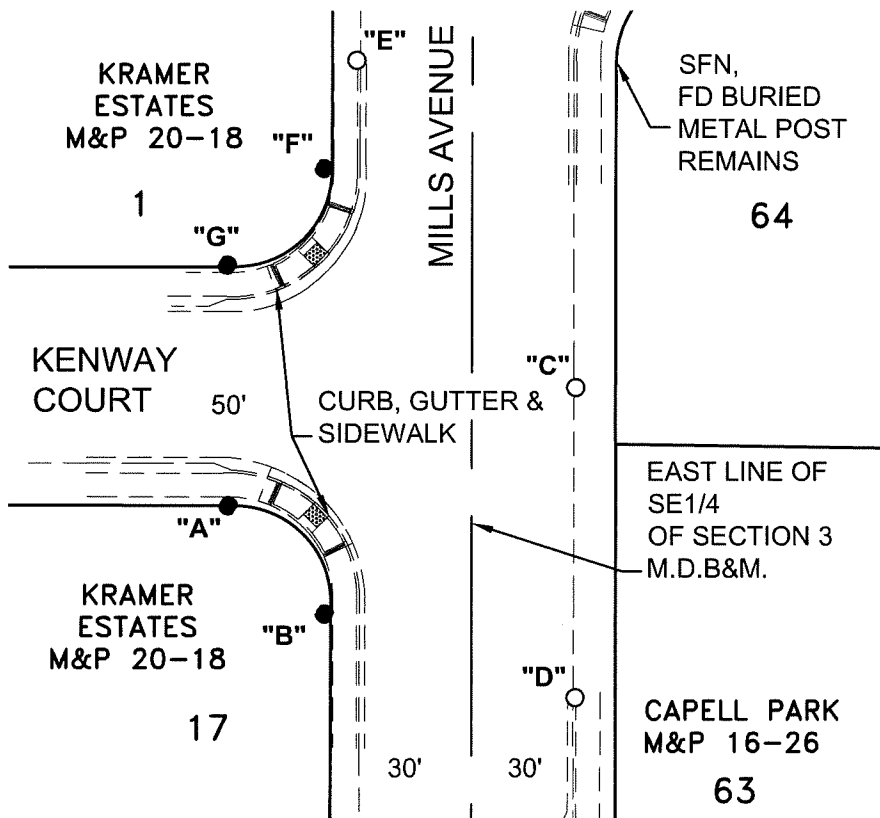 KRAMER
ESTATES
M&P 20-18
1
"E"
"F"
"G"
MILLS AVENUE
SFN,
FD BURIED
METAL POST
REMAINS
64
KENWAY
COURT
50'
CURB, GUTTER &
SIDEWALK
"C"
EAST LINE OF
SE1/4
OF SECTION 3
M.D.B&M.
"A"
"B"
KRAMER
ESTATES
M&P 20-18
17
"D"
30'
30'
CAPELL PARK
M&P 16-26
63